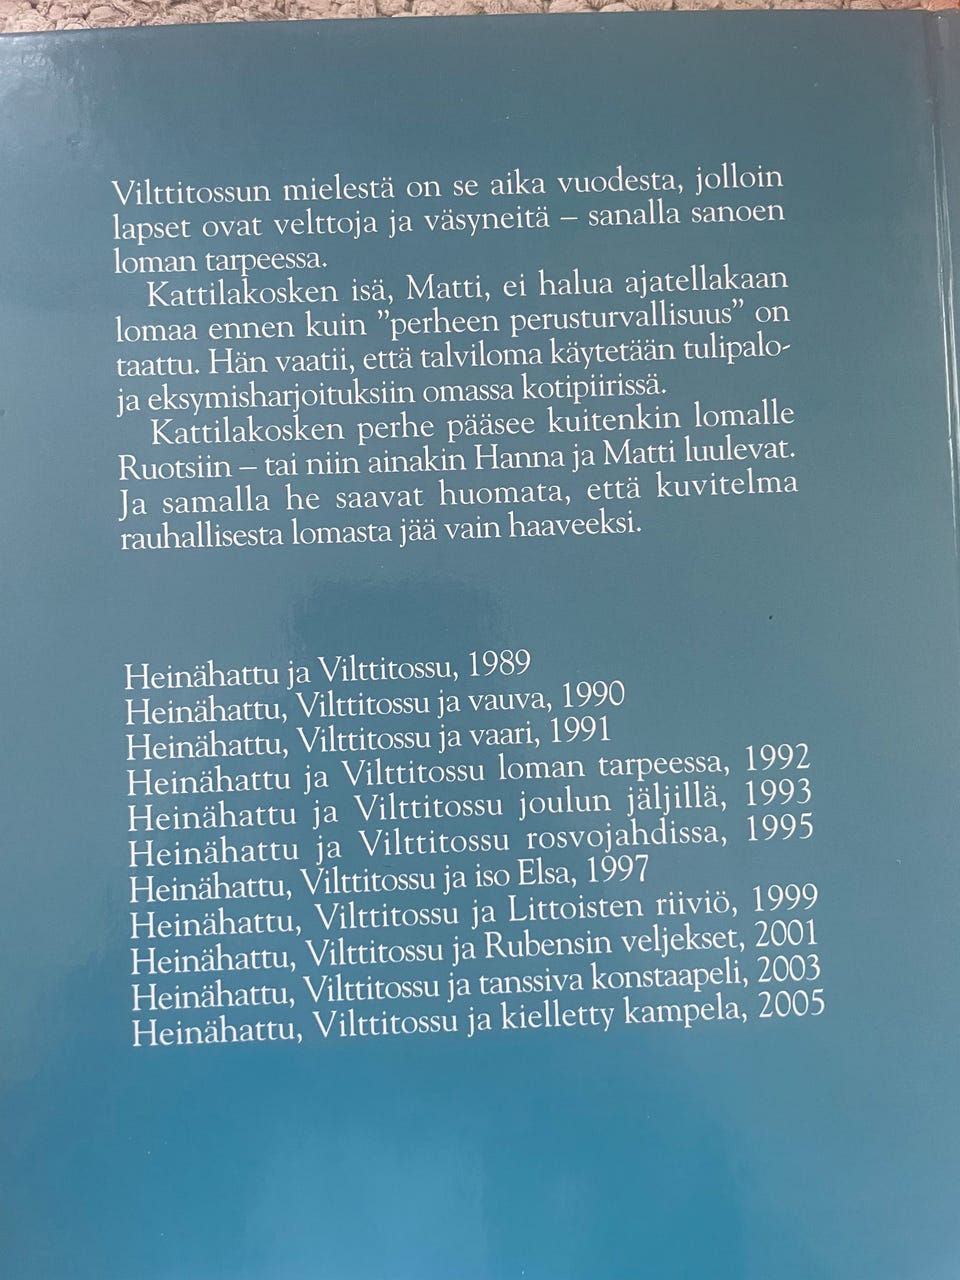 Vilttitossun mielestä on se aika vuodesta, jolloin
lapset ovat velttoja ja väsyneitä – sanalla sanoen
loman tarpeessa.
Kattilakosken isä, Matti, ei halua ajatellakaan
lomaa ennen kuin ”perheen perusturvallisuus” on
taattu. Hän vaatii, että talviloma käytetään tulipalo-
ja eksymisharjoituksiin omassa kotipiirissä.
Kattilakosken perhe pääsee kuitenkin lomalle
Ruotsiin – tai niin ainakin Hanna ja Matti luulevat.
Ja samalla he saavat huomata, että kuvitelma
rauhallisesta lomasta jää vain haaveeksi.
Heinähattu ja Vilttitossu, 1989
Heinähattu, Vilttitossu ja vauva, 1990
Heinähattu, Vilttitossu ja vaari, 1991
Heinähattu ja Vilttitossu loman tarpeessa, 1992
Heinähattu ja Vilttitossu joulun jäljillä, 1993
Heinähattu ja Vilttitossu rosvojahdissa, 1995
Heinähattu, Vilttitossu ja iso Elsa, 1997
Heinähattu, Vilttitossu ja Littoisten riiviö, 1999
Heinähattu, Vilttitossu ja Rubensin veljekset, 2001
Heinähattu, Vilttitossu ja tanssiva konstaapeli, 2003
Heinähattu, Vilttitossu ja kielletty kampela, 2005